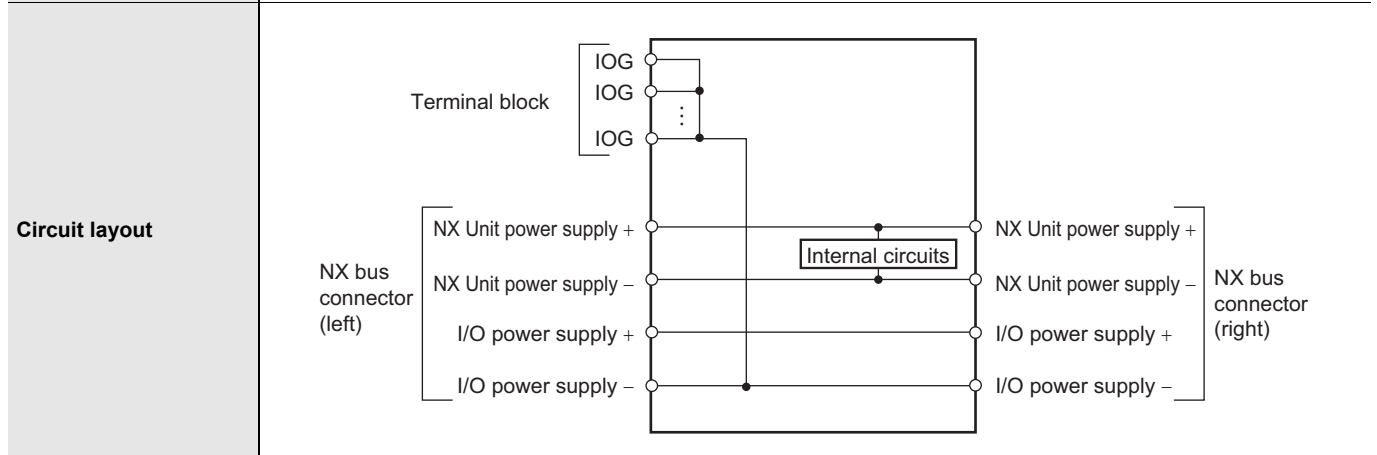 Circuit layout
Terminal block
IOG
IOG
⋮
IOG
NX bus
connector
(left)
NX Unit power supply +
NX Unit power supply −
I/O power supply +
I/O power supply −
Internal circuits
NX Unit power supply +
NX Unit power supply −
I/O power supply +
I/O power supply −
NX bus
connector
(right)